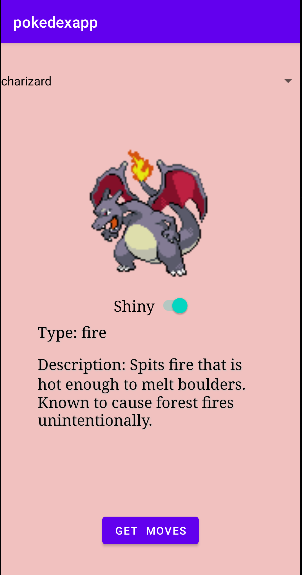 pokedexapp
charizard
Shiny
Type: fire
Description: Spits fire that is
hot enough to melt boulders.
Known to cause forest fires
unintentionally.
GET MOVES